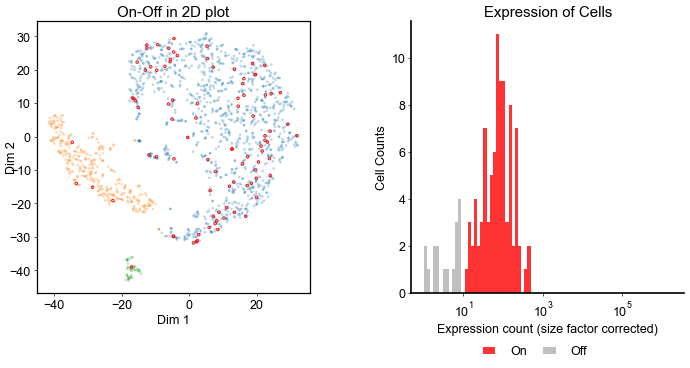 On-Off in 2D plot
30
20
10
0
−10
−20
−30
−40
Dim 2
−40 −20 0 20
Dim 1
Expression of Cells
10
8
6
4
2
0
Cell Counts
10^1 10^3 10^5
Expression count (size factor corrected)
On Off